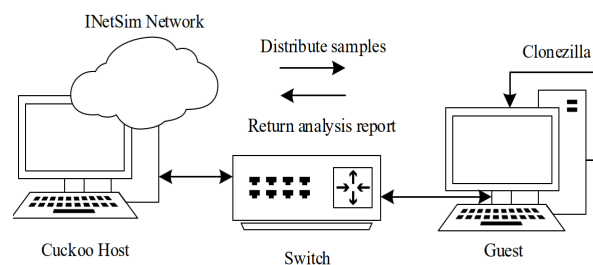 INetSim Network
Distribute samples
Clonezilla
Return analysis report
Cuckoo Host
Switch
Guest